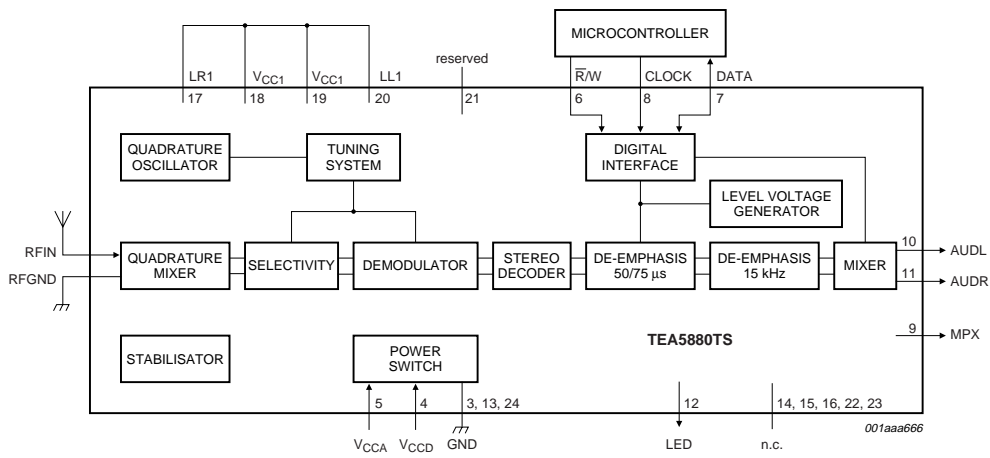 MICROCONTROLLER
reserved
LR1
VCC1
VCC1
LL1
R̅/W
CLOCK
DATA
17
18
19
20
21
6
8
7
QUADRATURE
OSCILLATOR
TUNING
SYSTEM
DIGITAL
INTERFACE
LEVEL VOLTAGE
GENERATOR
RFIN
RFGND
QUADRATURE
MIXER
SELECTIVITY
DEMODULATOR
STEREO
DECODER
DE-EMPHASIS
50/75 μs
DE-EMPHASIS
15 kHz
MIXER
10
AUDL
11
AUDR
9
MPX
TEA5880TS
STABILISATOR
POWER
SWITCH
5
4
3, 13, 24
12
14, 15, 16, 22, 23
VCCA
VCCD
GND
LED
n.c.
001aaa666